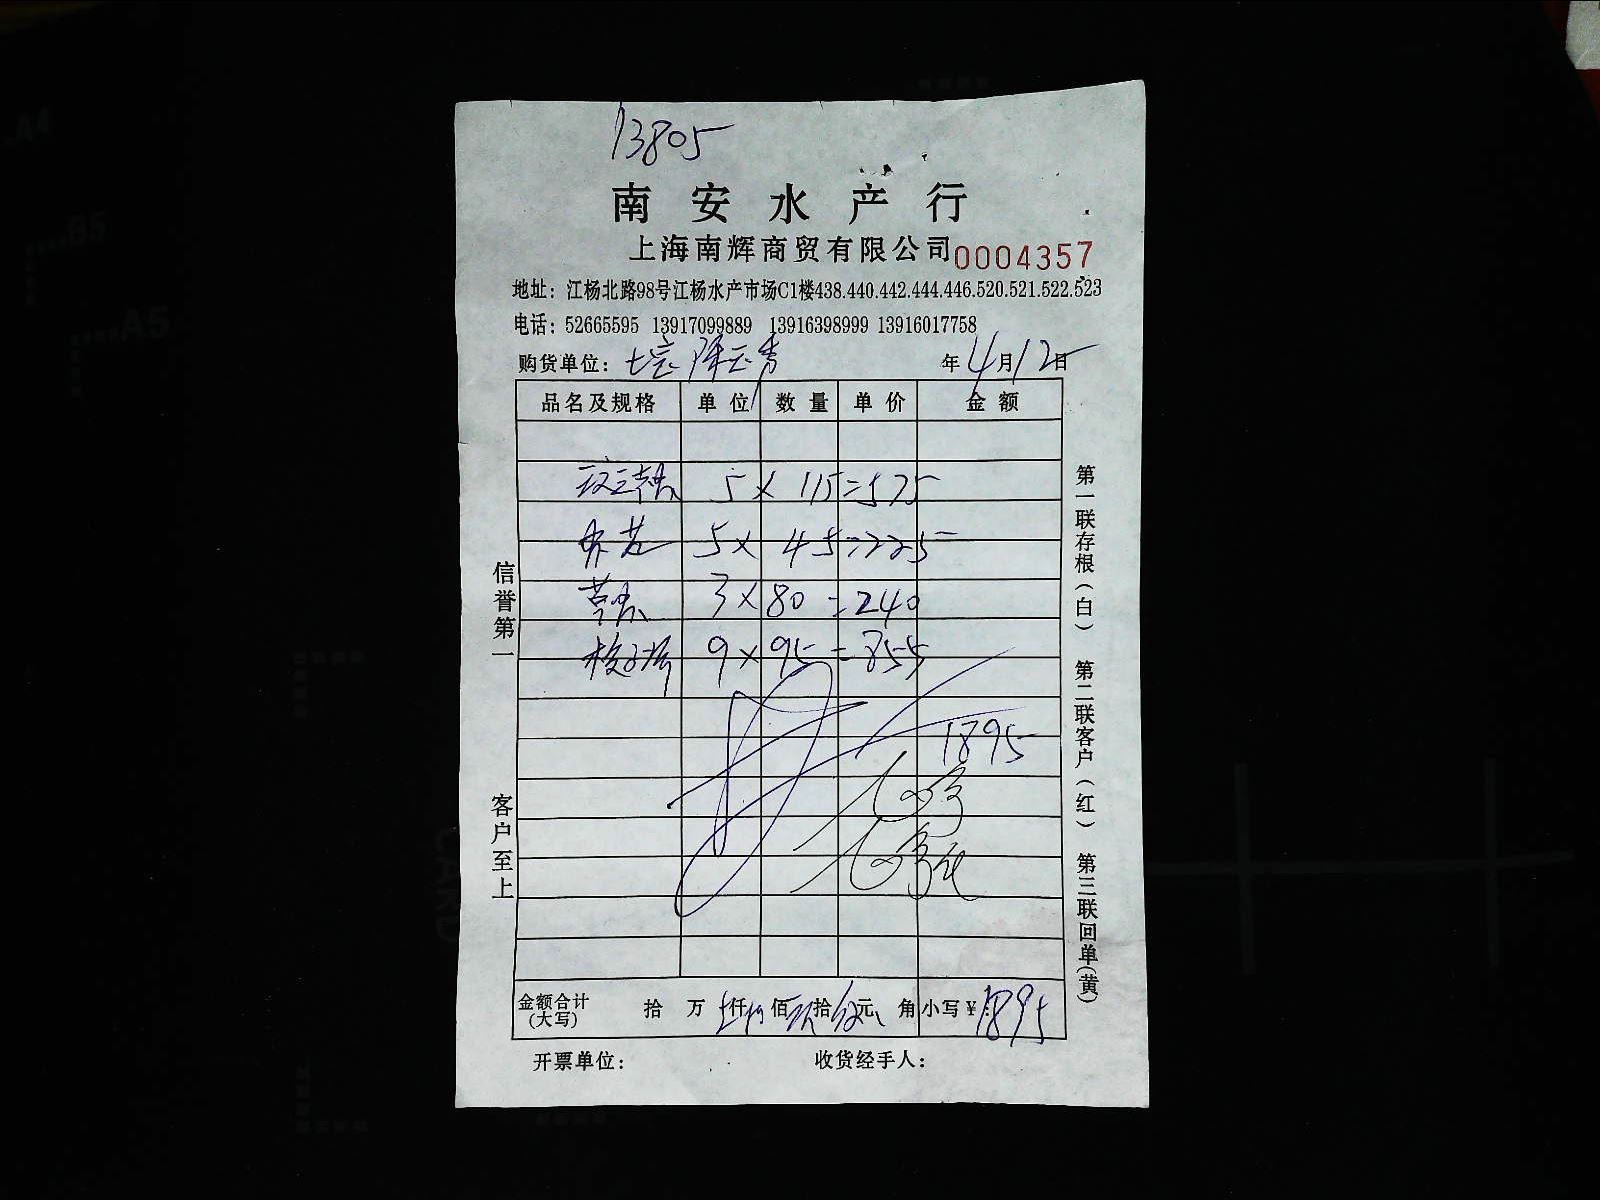 13805
南安水产行
上海南辉商贸有限公司 0004357
地址：江杨北路98号江杨水产市场C1楼438.440.442.444.446.520.521.522.523
电话：52665595 13917099889 13916398999 13916017758
购货单位： 年4月12日
品名及规格 单位 数量 单价 金额
5 × 115=575
5× 45=225
3×80 =240
9×95=855
1895
金额合计(大写) 拾 万 仟 佰 拾 元 角 小写￥：1895
开票单位： 收货经手人：
信誉第一 客户至上
第一联存根（白） 第二联客户（红） 第三联回单（黄）